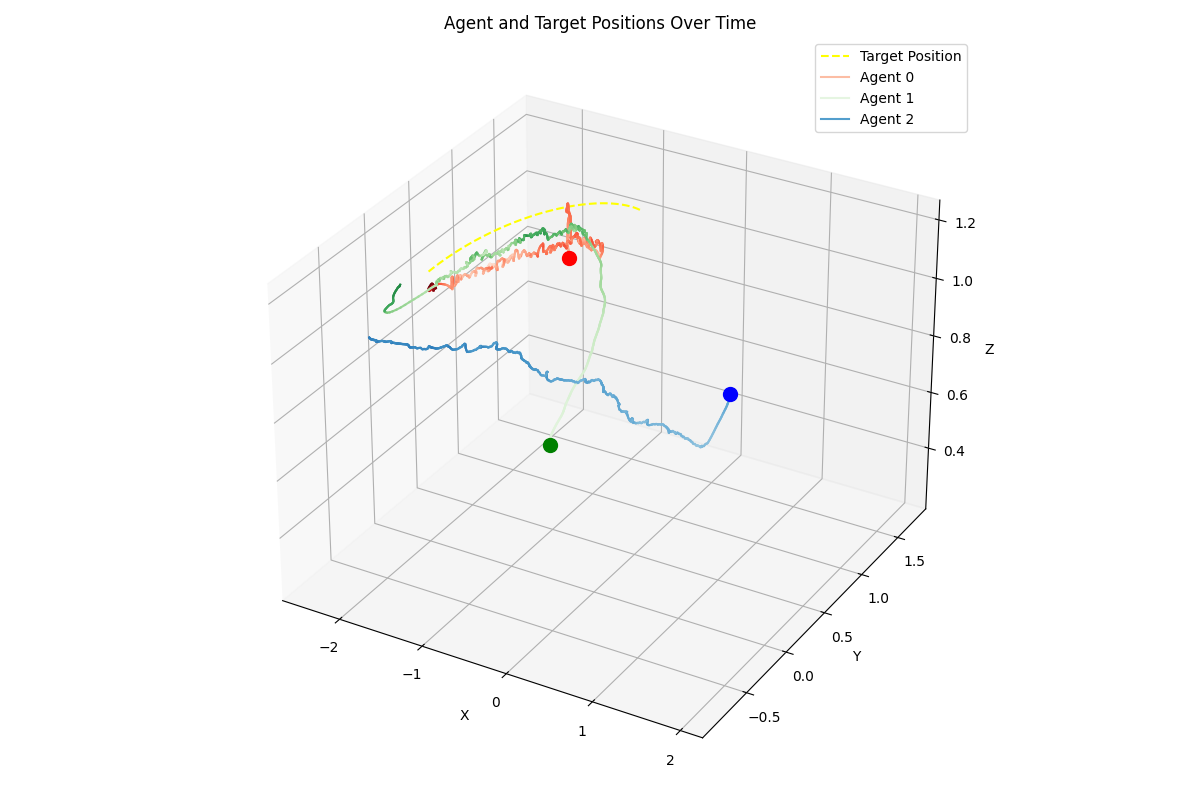 Agent and Target Positions Over Time
Target Position
Agent 0
Agent 1
Agent 2
1.2
1.0
0.8
0.6
0.4
Z
1.5
1.0
0.5
0.0
−0.5
Y
−2
−1
0
1
2
X